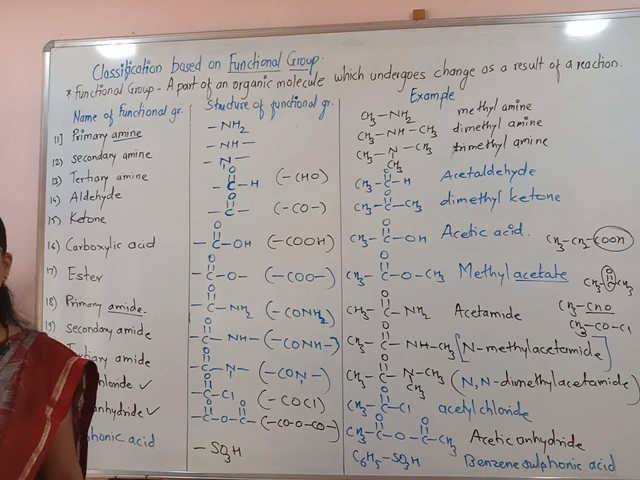 Classification based on Functional Group:
* Functional Group - A part of an organic molecule which undergoes change as a result of a reaction.
Name of Functional gr. Structure of functional gr. Example
11) Primary amine -NH₂ CH₃-NH₂ methyl amine
12) secondary amine -NH- CH₃-NH-CH₃ dimethyl amine
13) Tertiary amine -N- CH₃-N-CH₃ trimethyl amine
CH₃
O O
14) Aldehyde -C-H (-CHO) CH₃-C-H Acetaldehyde
O
15) Ketone -C- (-CO-) CH₃-C-CH₃ dimethyl ketone
O O
16) Carboxylic acid -C-OH (-COOH) CH₃-C-OH Acetic acid. CH₃-CH₂-COOH
O O
17) Ester -C-O- (-COO-) CH₃-C-O-CH₃ Methyl acetate
O O
18) Primary amide. -C-NH₂ (-CONH₂) CH₃-C-NH₂ Acetamide CH₃-CHO
CH₃-CO-Cl
O O
19) secondary amide -C-NH- (-CONH-) CH₃-C-NH-CH₃ [N-methylacetamide]
O O
Tertiary amide -C-N- (-CON-) CH₃-C-N-CH₃ (N,N-dimethylacetamide)
CH₃
O O
chloride ✓ -C-Cl (-COCl) CH₃-C-Cl acetylchloride
O O O O
anhydride ✓ -C-O-C- (-CO-O-CO-) CH₃-C-O-C-CH₃ Acetic anhydride
phonic acid -SO₃H C₆H₅-SO₃H Benzene sulphonic acid